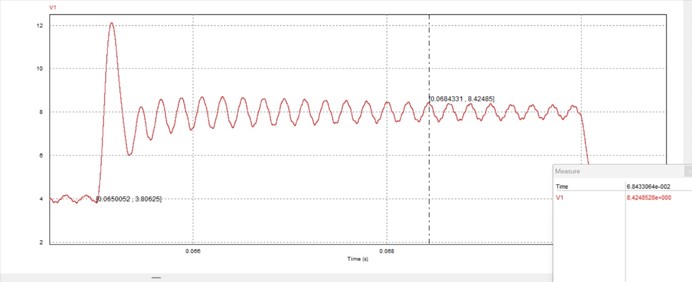 V1
12
10
8
6
4
2
[0.0684331 , 8.42485]
[0.0650052 , 3.80625]
0.066
0.068
Time (s)
Measure
Time 6.8433064e-002
V1 8.4248528e+000